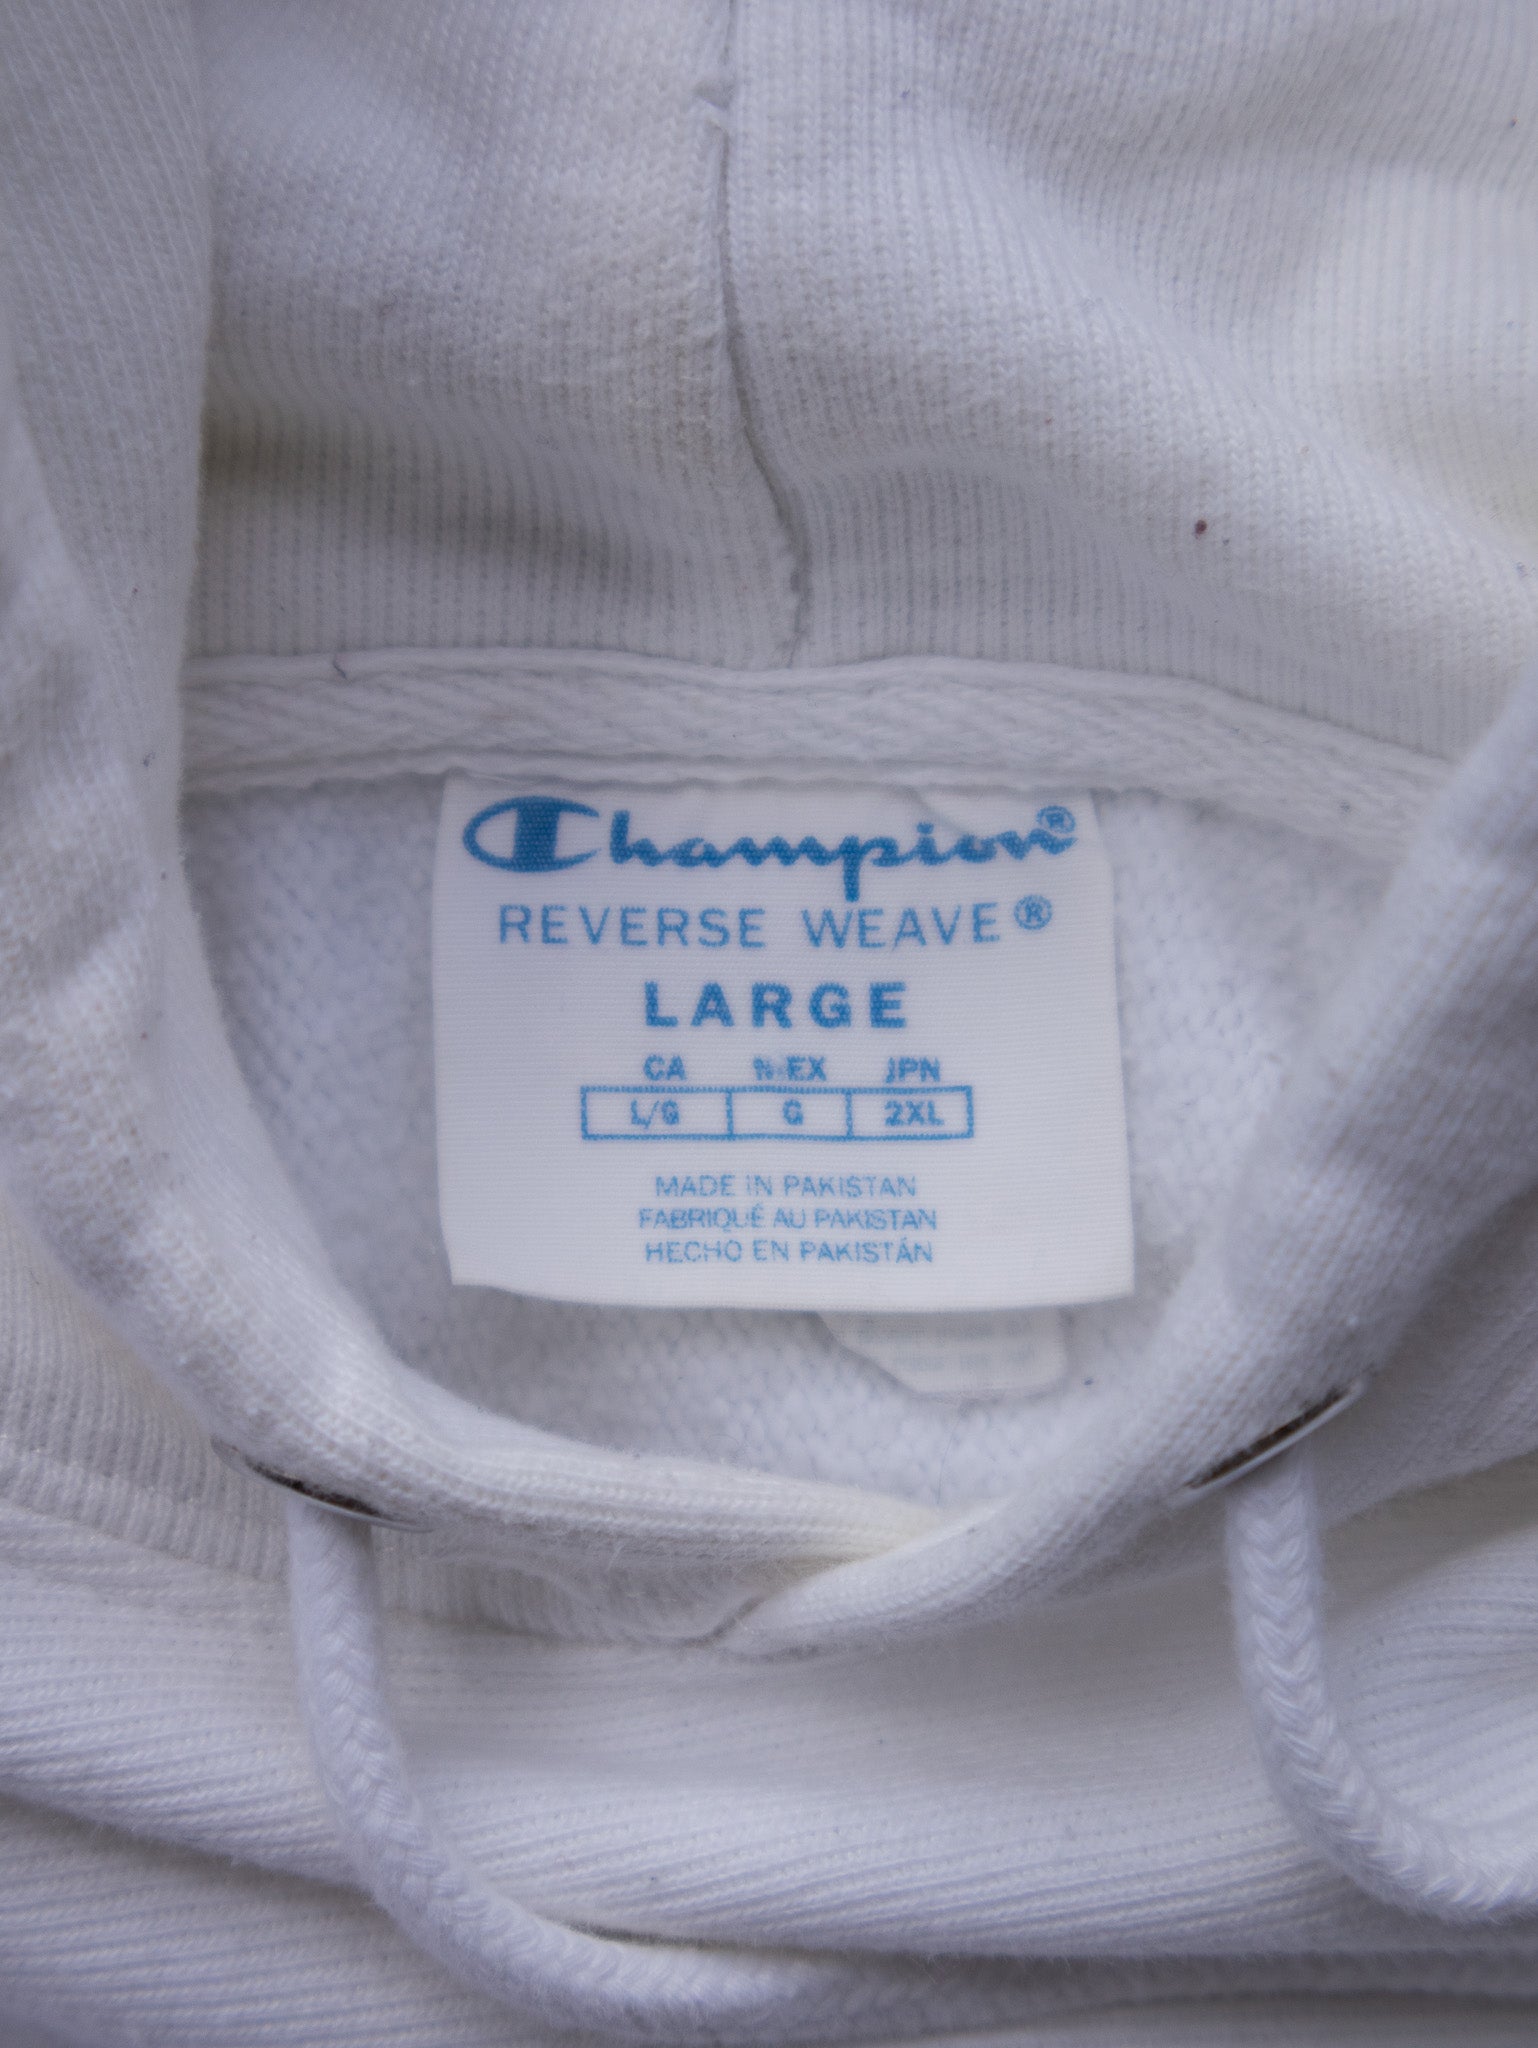 Champion®
REVERSE WEAVE®
LARGE
CA MEX JPN
L/G G 2XL
MADE IN PAKISTAN
FABRIQUÉ AU PAKISTAN
HECHO EN PAKISTÁN